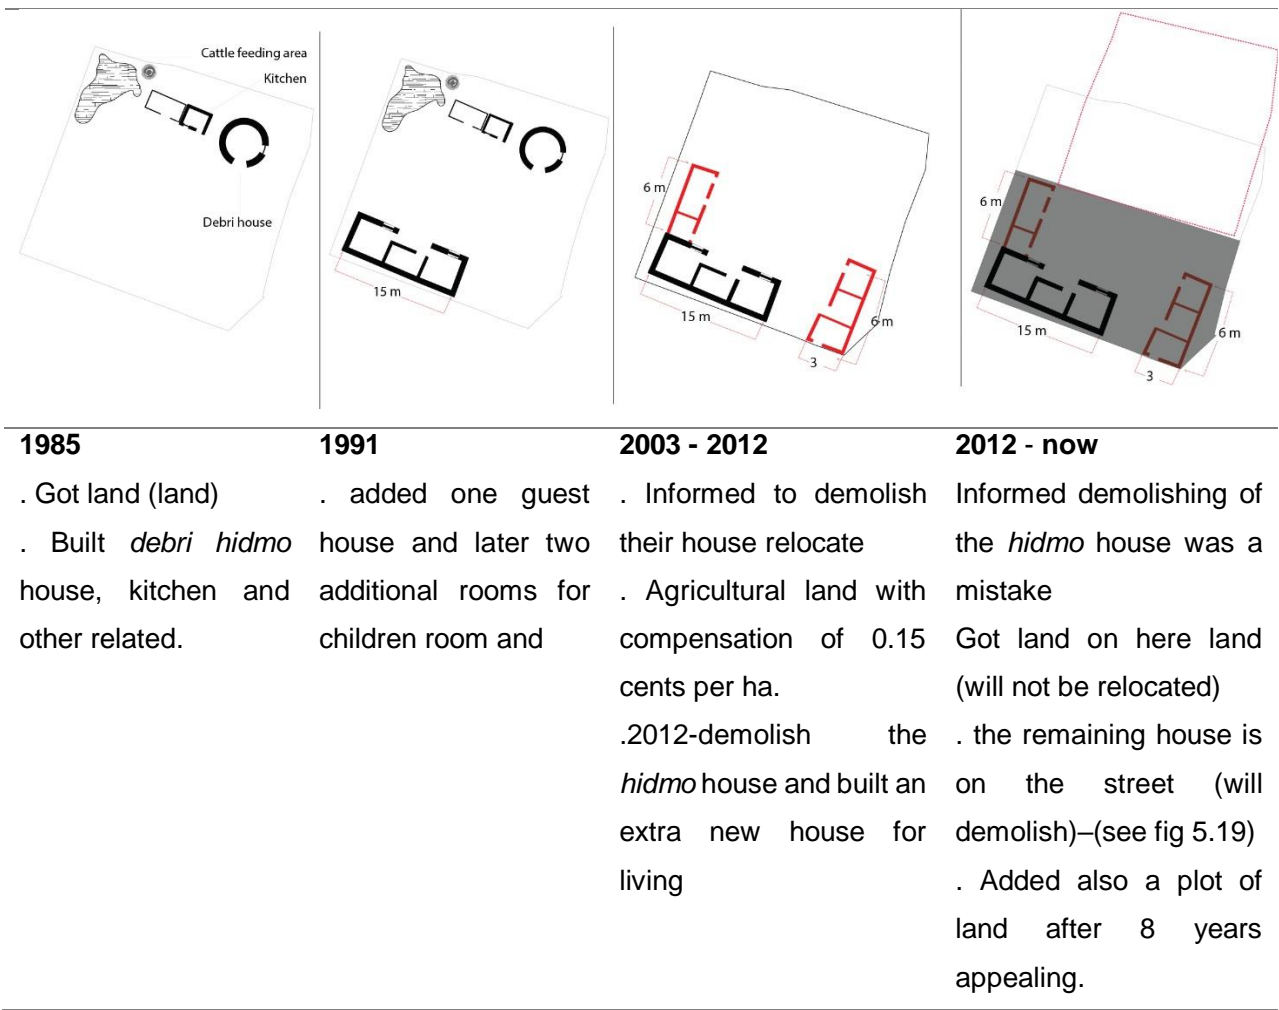 Cattle feeding area
Kitchen
Debri house
15 m
6 m
15 m
6 m
3
6 m
15 m
6 m
3
1985
. Got land (land)
. Built debri hidmo
house, kitchen and
other related.
1991
. added one guest
house and later two
additional rooms for
children room and
2003 - 2012
. Informed to demolish
their house relocate
. Agricultural land with
compensation of 0.15
cents per ha.
.2012-demolish the
hidmo house and built an
extra new house for
living
2012 - now
Informed demolishing of
the hidmo house was a
mistake
Got land on here land
(will not be relocated)
. the remaining house is
on the street (will
demolish)–(see fig 5.19)
. Added also a plot of
land after 8 years
appealing.